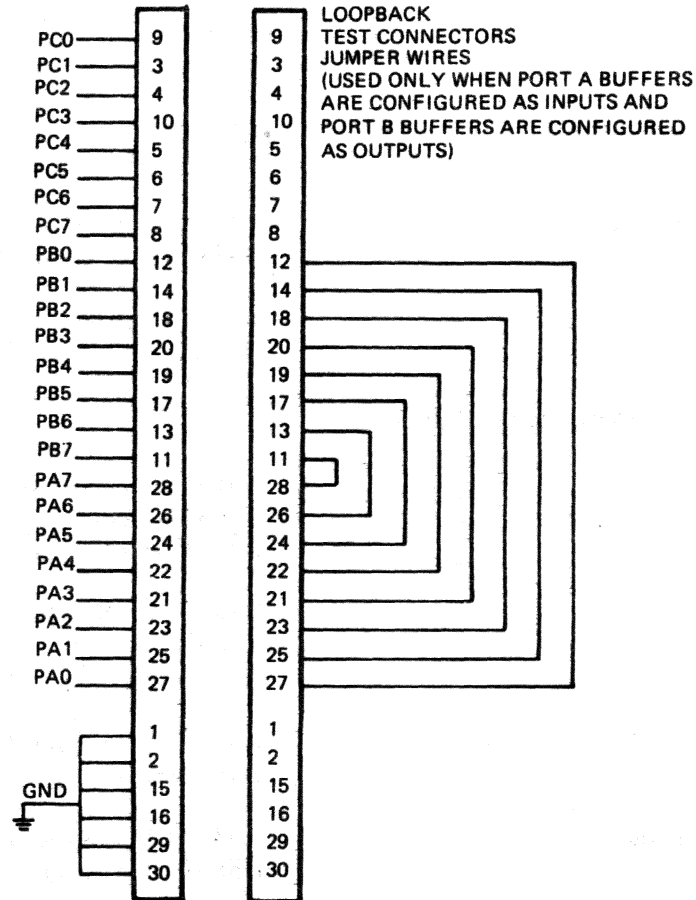 LOOPBACK
TEST CONNECTORS
JUMPER WIRES
(USED ONLY WHEN PORT A BUFFERS
ARE CONFIGURED AS INPUTS AND
PORT B BUFFERS ARE CONFIGURED
AS OUTPUTS)
PC0 9 9
PC1 3 3
PC2 4 4
PC3 10 10
PC4 5 5
PC5 6 6
PC6 7 7
PC7 8 8
PB0 12 12
PB1 14 14
PB2 18 18
PB3 20 20
PB4 19 19
PB5 17 17
PB6 13 13
PB7 11 11
PA7 28 28
PA6 26 26
PA5 24 24
PA4 22 22
PA3 21 21
PA2 23 23
PA1 25 25
PA0 27 27
1 1
2 2
GND 15 15
16 16
29 29
30 30